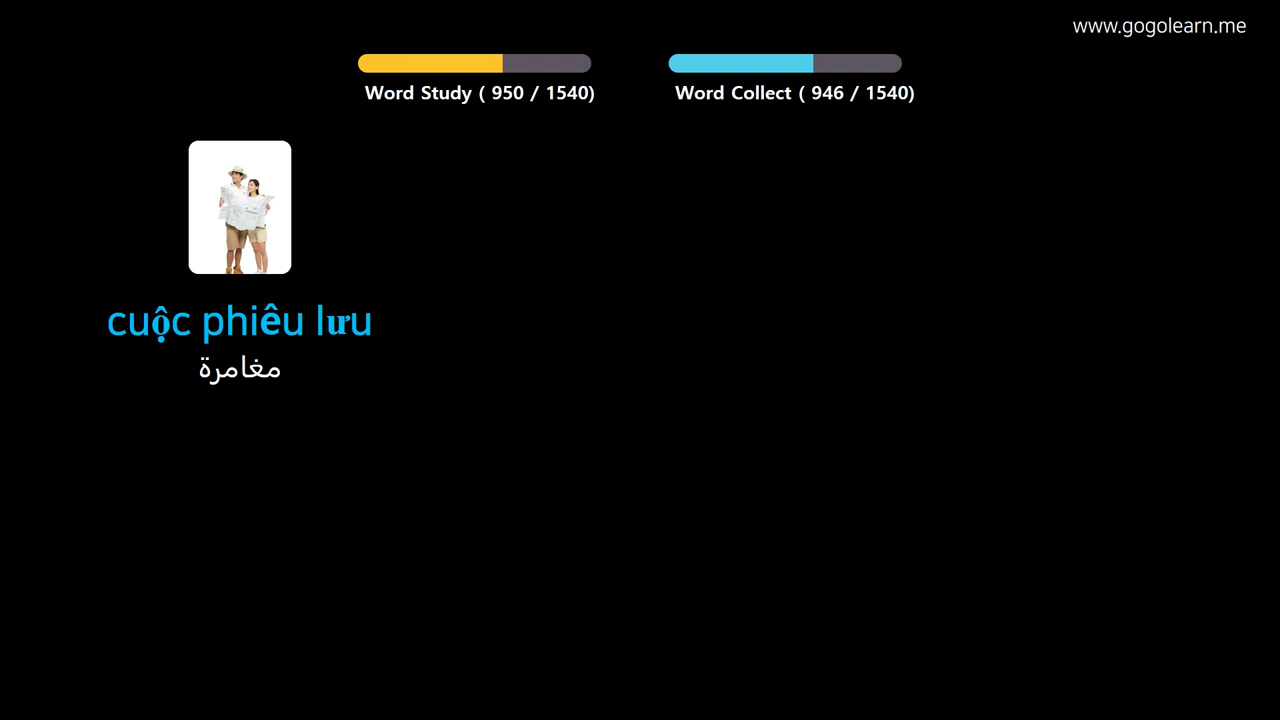 www.gogolearn.me
Word Study ( 950 / 1540)
Word Collect ( 946 / 1540)
cuộc phiêu lưu
مغامرة